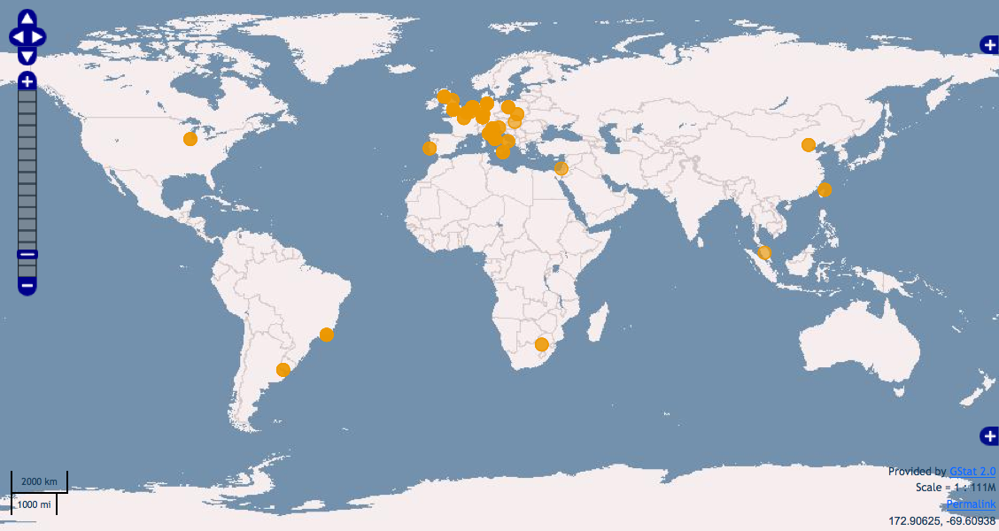 2000 km
1000 mi
Provided by GStat 2.0
Scale = 1 : 111M
Permalink
172.90625, -69.60938